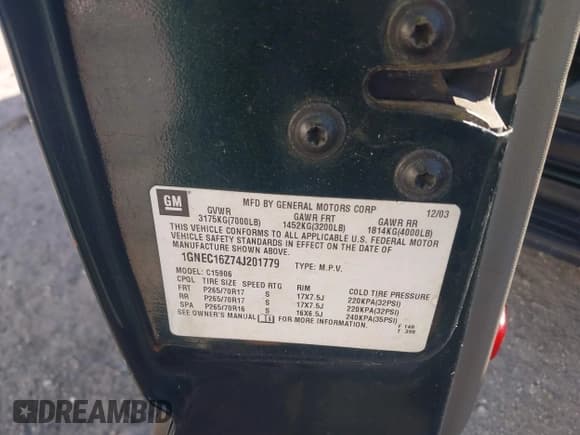 GM
MFD BY GENERAL MOTORS CORP 12/03
GVWR GAWR FRT GAWR RR
3175KG(7000LB) 1452KG(3200LB) 1814KG(4000LB)
THIS VEHICLE CONFORMS TO ALL APPLICABLE U.S. FEDERAL MOTOR
VEHICLE SAFETY STANDARDS IN EFFECT ON THE DATE OF
MANUFACTURE SHOWN ABOVE.
1GNEC16Z74J201779 TYPE: M.P.V.
MODEL: C15906
CPQL TIRE SIZE SPEED RTG RIM COLD TIRE PRESSURE
FRT P265/70R17 S 17X7.5J 220KPA(32PSI)
RR P265/70R17 S 17X7.5J 220KPA(32PSI)
SPA P265/70R16 S 16X6.5J 240KPA(35PSI)
SEE OWNER'S MANUAL FOR MORE INFORMATION.
DREAMBID